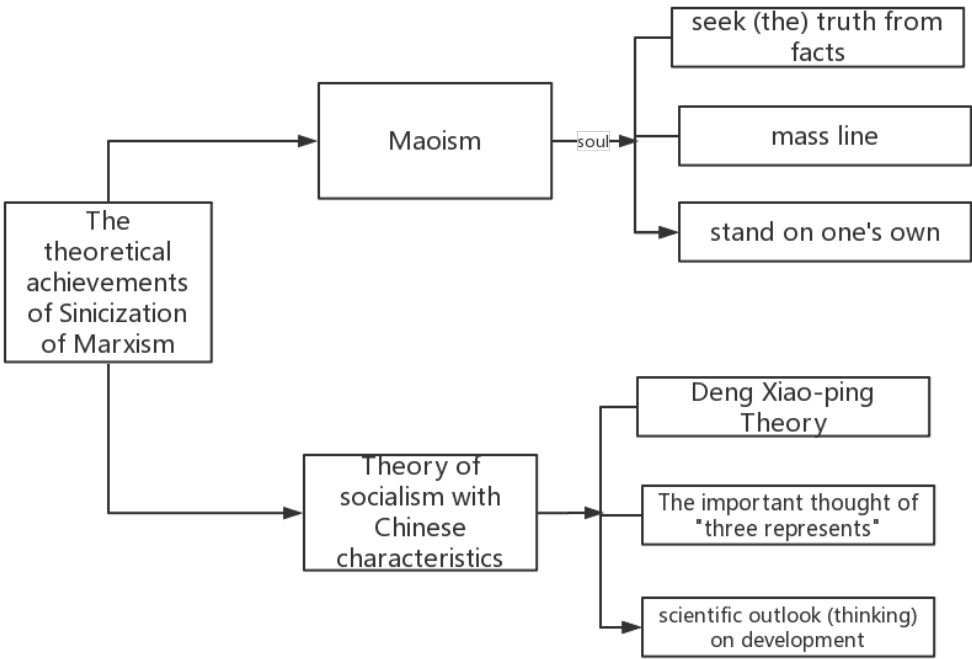 The
theoretical
achievements
of Sinicization
of Marxism
Maoism
soul
seek (the) truth from
facts
mass line
stand on one's own
Theory of
socialism with
Chinese
characteristics
Deng Xiao-ping
Theory
The important thought of
"three represents"
scientific outlook (thinking)
on development